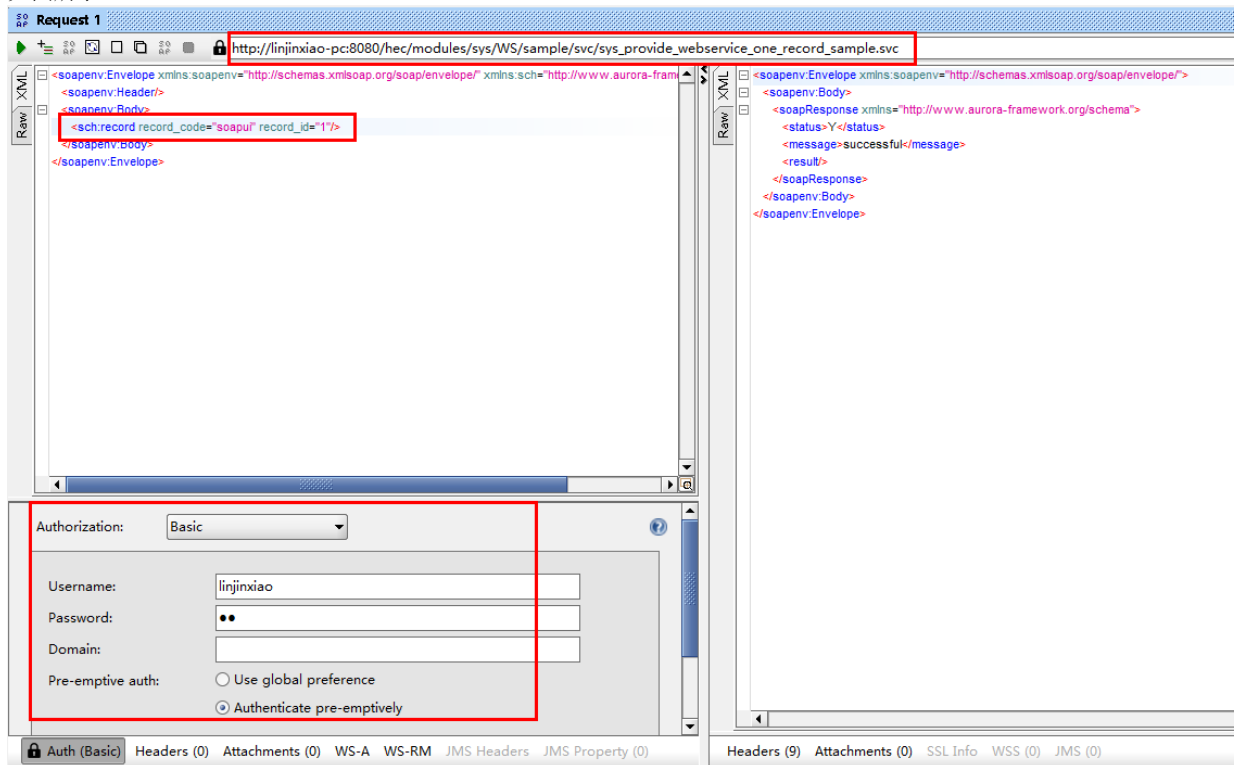 Request 1
http://linjinxiao-pc:8080/hec/modules/sys/WS/sample/svc/sys_provide_webservice_one_record_sample.svc
XML
Raw
<soapenv:Envelope xmlns:soapenv="http://schemas.xmlsoap.org/soap/envelope/" xmlns:sch="http://www.aurora-fram
<soapenv:Header/>
<soapenv:Body>
<sch:record record_code="soapui" record_id="1"/>
</soapenv:Body>
</soapenv:Envelope>
XML
Raw
<soapenv:Envelope xmlns:soapenv="http://schemas.xmlsoap.org/soap/envelope/">
<soapenv:Body>
<soapResponse xmlns="http://www.aurora-framework.org/schema">
<status>Y</status>
<message>successful</message>
<result/>
</soapResponse>
</soapenv:Body>
</soapenv:Envelope>
Authorization: Basic
Username: linjinxiao
Password: ●●
Domain:
Pre-emptive auth: Use global preference
Authenticate pre-emptively
Auth (Basic) Headers (0) Attachments (0) WS-A WS-RM JMS Headers JMS Property (0)
Headers (9) Attachments (0) SSL Info WSS (0) JMS (0)